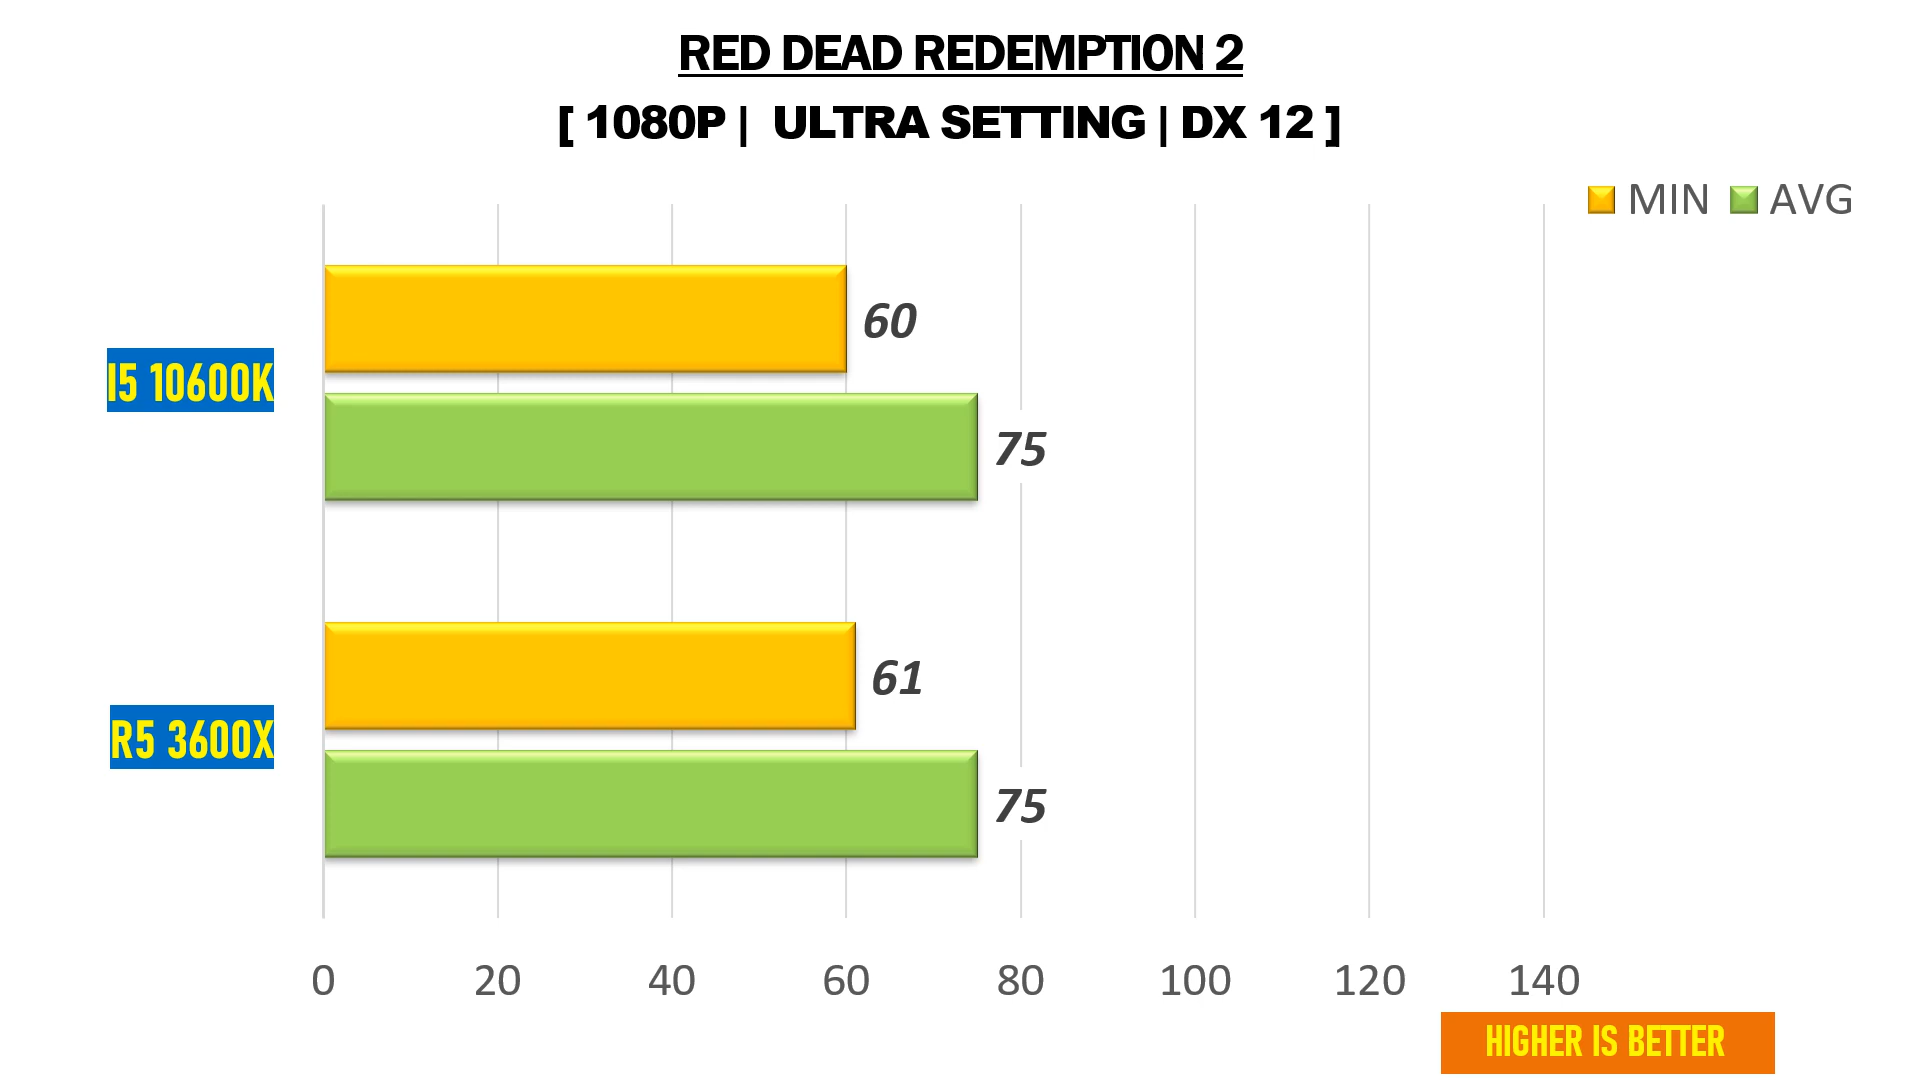 RED DEAD REDEMPTION 2
[ 1080P | ULTRA SETTING | DX 12 ]
MIN AVG
60
I5 10600K
75
61
R5 3600X
75
0 20 40 60 80 100 120 140
HIGHER IS BETTER